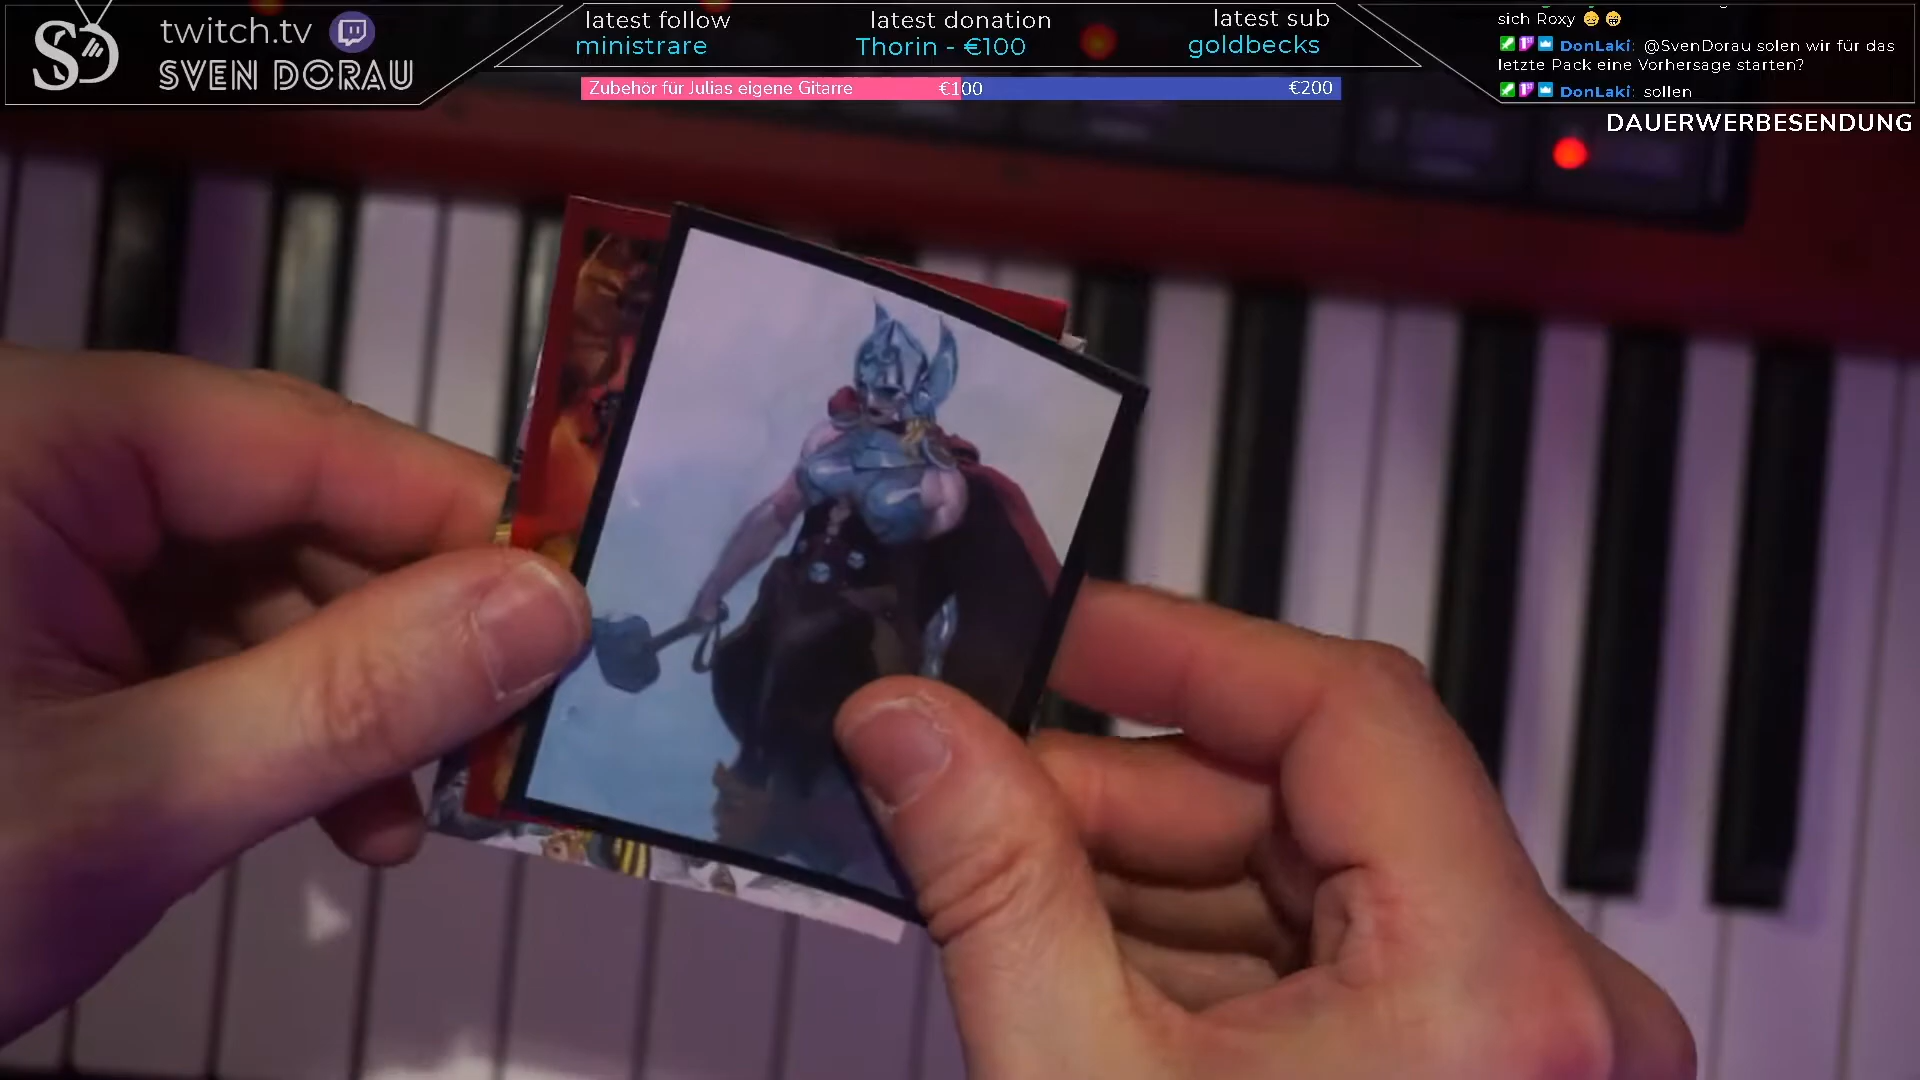 SD
twitch.tv
SVEN DORAU
latest follow
ministrare
latest donation
Thorin - €100
latest sub
goldbecks
Zubehör für Julias eigene Gitarre
€100
€200
sich Roxy 😑 😁
DonLaki: @SvenDorau solen wir für das
letzte Pack eine Vorhersage starten?
DonLaki: sollen
DAUERWERBESENDUNG